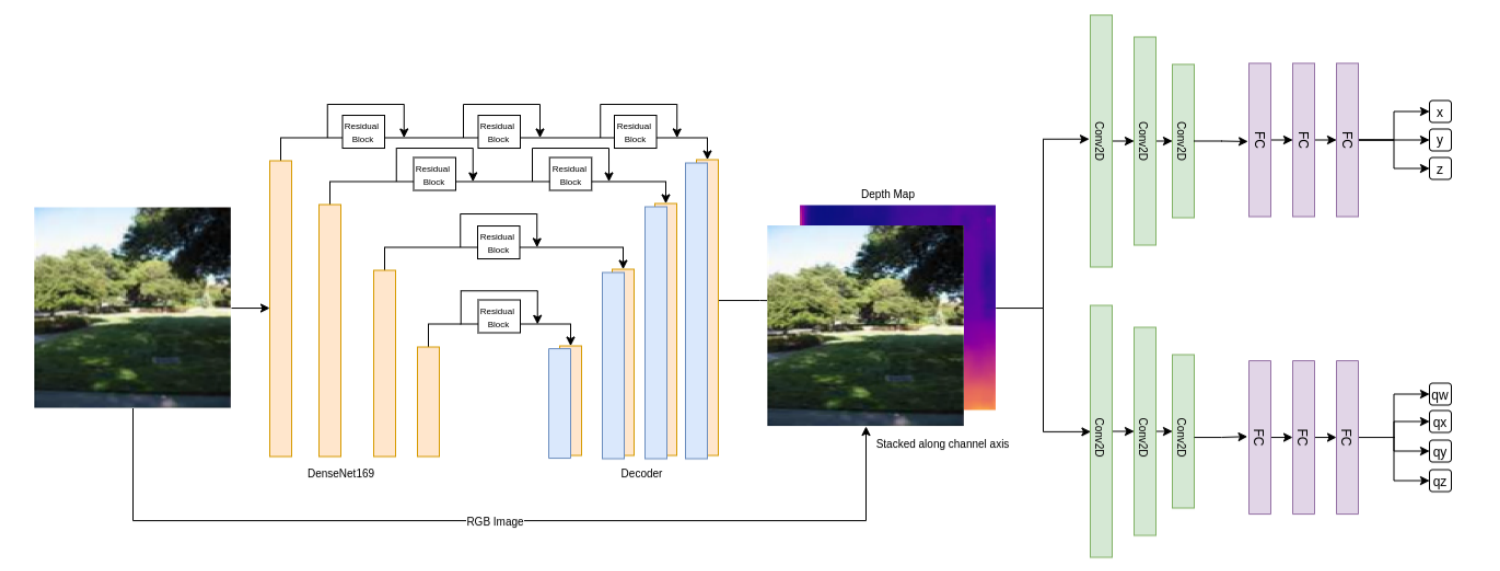 Residual
Block
Residual
Block
Residual
Block
Residual
Block
Residual
Block
Residual
Block
Residual
Block
DenseNet169
Decoder
RGB Image
Depth Map
Stacked along channel axis
Conv2D
Conv2D
Conv2D
FC
FC
FC
x
y
z
Conv2D
Conv2D
Conv2D
FC
FC
FC
qw
qx
qy
qz